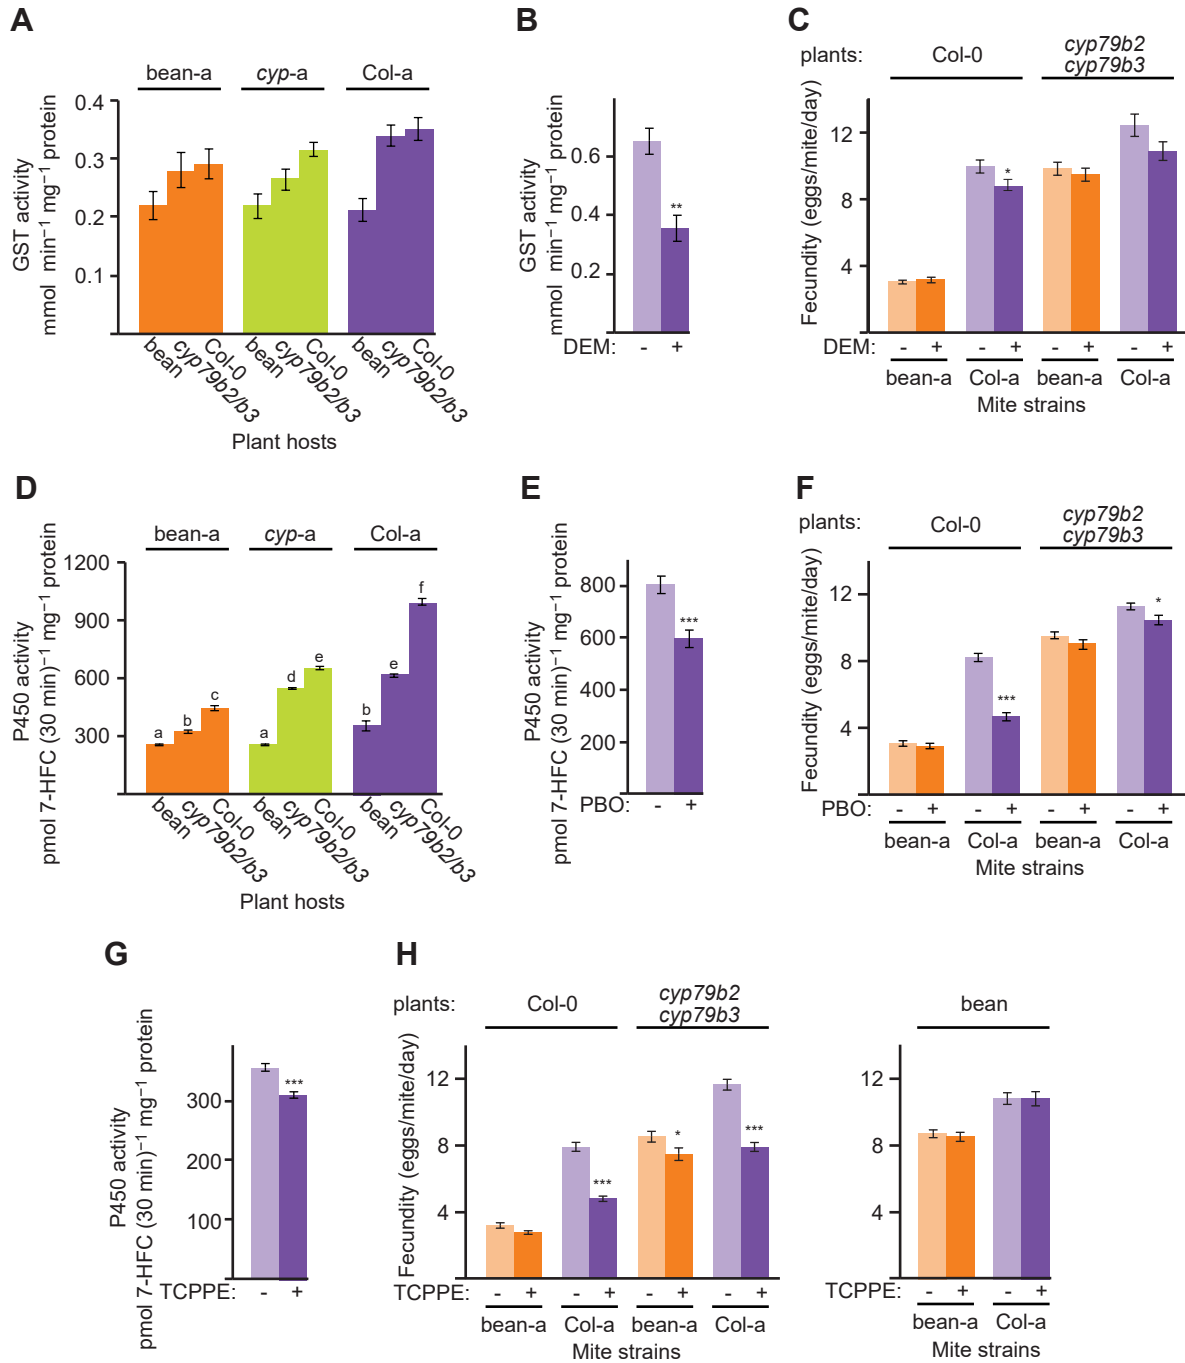 A
bean-a
cyp-a
Col-a
GST activity
mmol min⁻¹ mg⁻¹ protein
0.4
0.3
0.2
0.1
bean
cyp79b2/b3
Col-0
bean
cyp79b2/b3
Col-0
bean
cyp79b2/b3
Col-0
Plant hosts
B
GST activity
mmol min⁻¹ mg⁻¹ protein
0.6
0.4
0.2
**
DEM: - +
C
plants:
Col-0
cyp79b2
cyp79b3
Fecundity (eggs/mite/day)
12
8
4
*
DEM: - + - + - + - +
bean-a Col-a bean-a Col-a
Mite strains
D
bean-a
cyp-a
Col-a
P450 activity
pmol 7-HFC (30 min)⁻¹ mg⁻¹ protein
1200
900
600
300
a b c
a d e
b e f
bean
cyp79b2/b3
Col-0
bean
cyp79b2/b3
Col-0
bean
cyp79b2/b3
Col-0
Plant hosts
E
P450 activity
pmol 7-HFC (30 min)⁻¹ mg⁻¹ protein
800
600
400
200
***
PBO: - +
F
plants:
Col-0
cyp79b2
cyp79b3
Fecundity (eggs/mite/day)
12
8
4
***
*
PBO: - + - + - + - +
bean-a Col-a bean-a Col-a
Mite strains
G
P450 activity
pmol 7-HFC (30 min)⁻¹ mg⁻¹ protein
300
200
100
***
TCPPE: - +
H
plants:
Col-0
cyp79b2
cyp79b3
Fecundity (eggs/mite/day)
12
8
4
***
*
***
TCPPE: - + - + - + - +
bean-a Col-a bean-a Col-a
Mite strains
bean
12
8
4
TCPPE: - + - +
bean-a Col-a
Mite strains